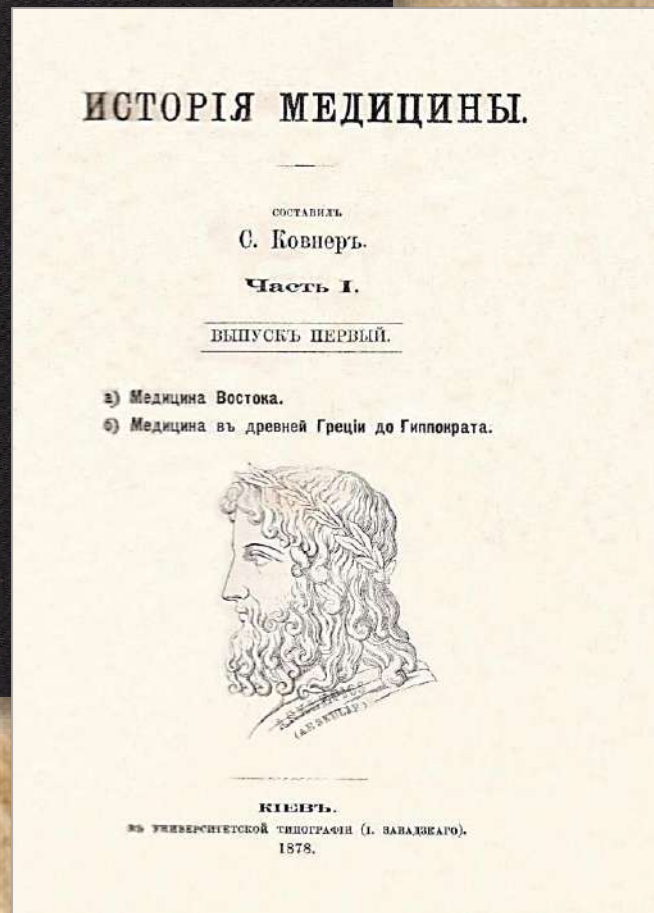 ИСТОРІЯ МЕДИЦИНЫ.
СОСТАВИЛЪ
С. Ковнеръ.
Часть I.
ВЫПУСКЪ ПЕРВЫЙ.
а) Медицина Востока.
б) Медицина въ древней Греціи до Гиппократа.
(AESKULAP)
КІЕВЪ.
ВЪ УНИВЕРСИТЕТСКОЙ ТИПОГРАФІИ (І. ЗАВАДЗКАГО).
1878.